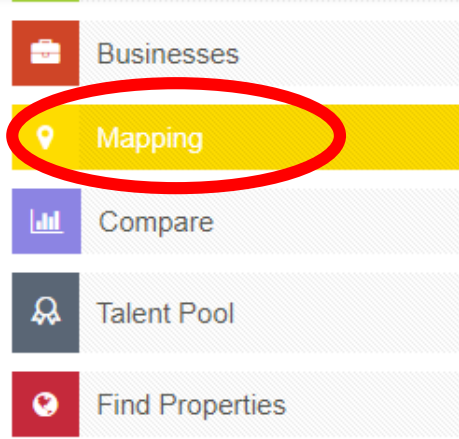 Businesses
Mapping
Compare
Talent Pool
Find Properties